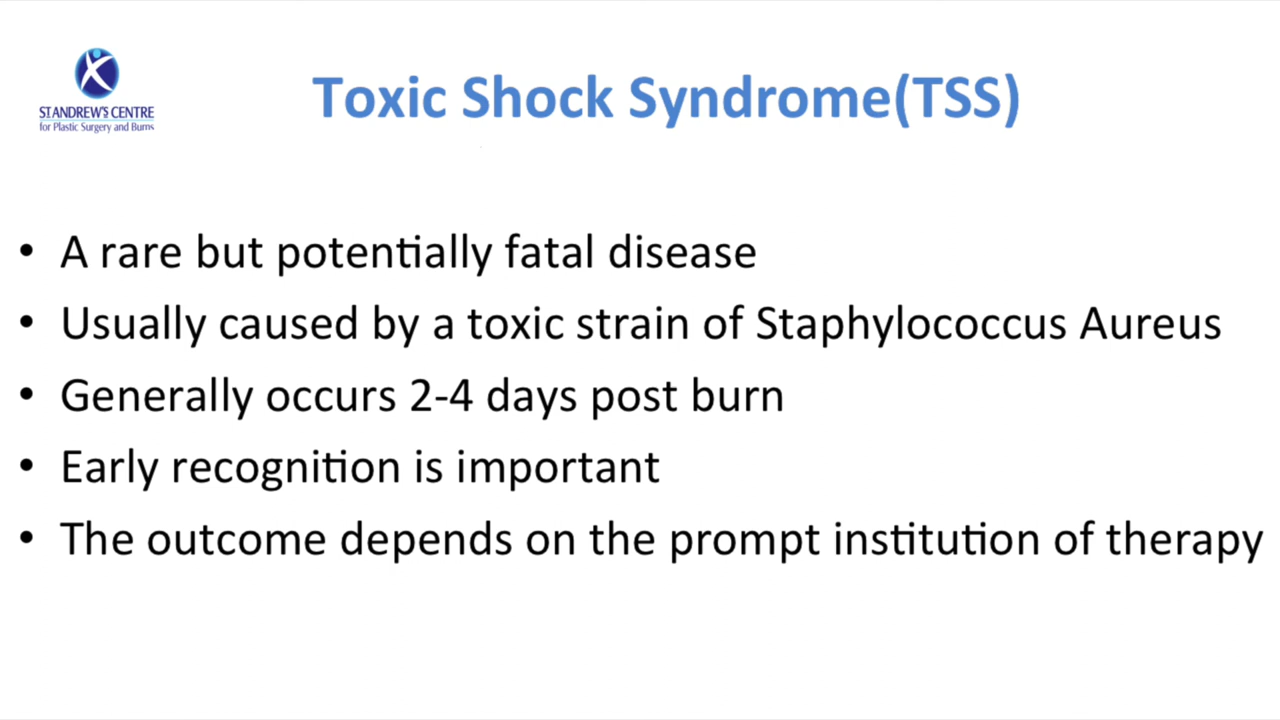 ST ANDREW'S CENTRE
for Plastic Surgery and Burns
Toxic Shock Syndrome(TSS)
• A rare but potentially fatal disease
• Usually caused by a toxic strain of Staphylococcus Aureus
• Generally occurs 2-4 days post burn
• Early recognition is important
• The outcome depends on the prompt institution of therapy